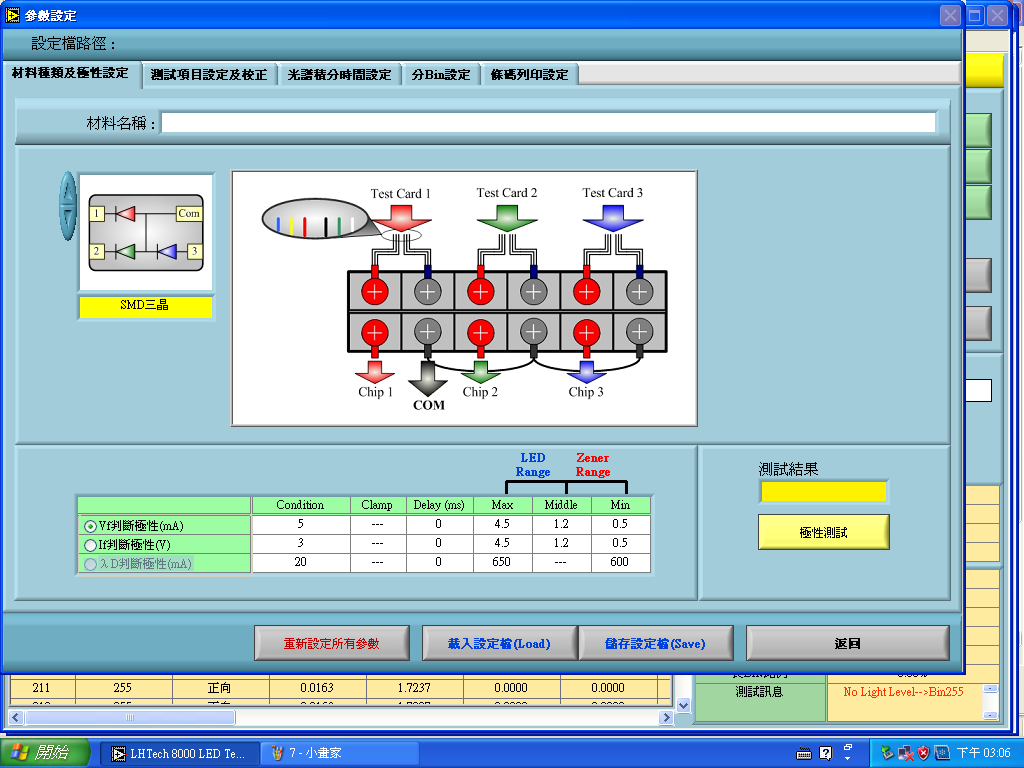 參數設定
設定檔路徑 :
材料種類及極性設定 測試項目設定及校正 光譜積分時間設定 分Bin設定 條碼列印設定
材料名稱 :
1 Com
2 3
SMD三晶
Test Card 1 Test Card 2 Test Card 3
Chip 1 COM Chip 2 Chip 3
LED Range Zener Range
Condition Clamp Delay (ms) Max Middle Min
Vf判斷極性(mA) 5 --- 0 4.5 1.2 0.5
If判斷極性(V) 3 --- 0 4.5 1.2 0.5
λD判斷極性(mA) 20 --- 0 650 --- 600
測試結果
極性測試
重新設定所有參數 載入設定檔(Load) 儲存設定檔(Save) 返回
211 255 正向 0.0163 1.7237 0.0000 0.0000
測試訊息 No Light Level-->Bin255
開始 LHTech 8000 LED Te... 7 - 小畫家 下午 03:06